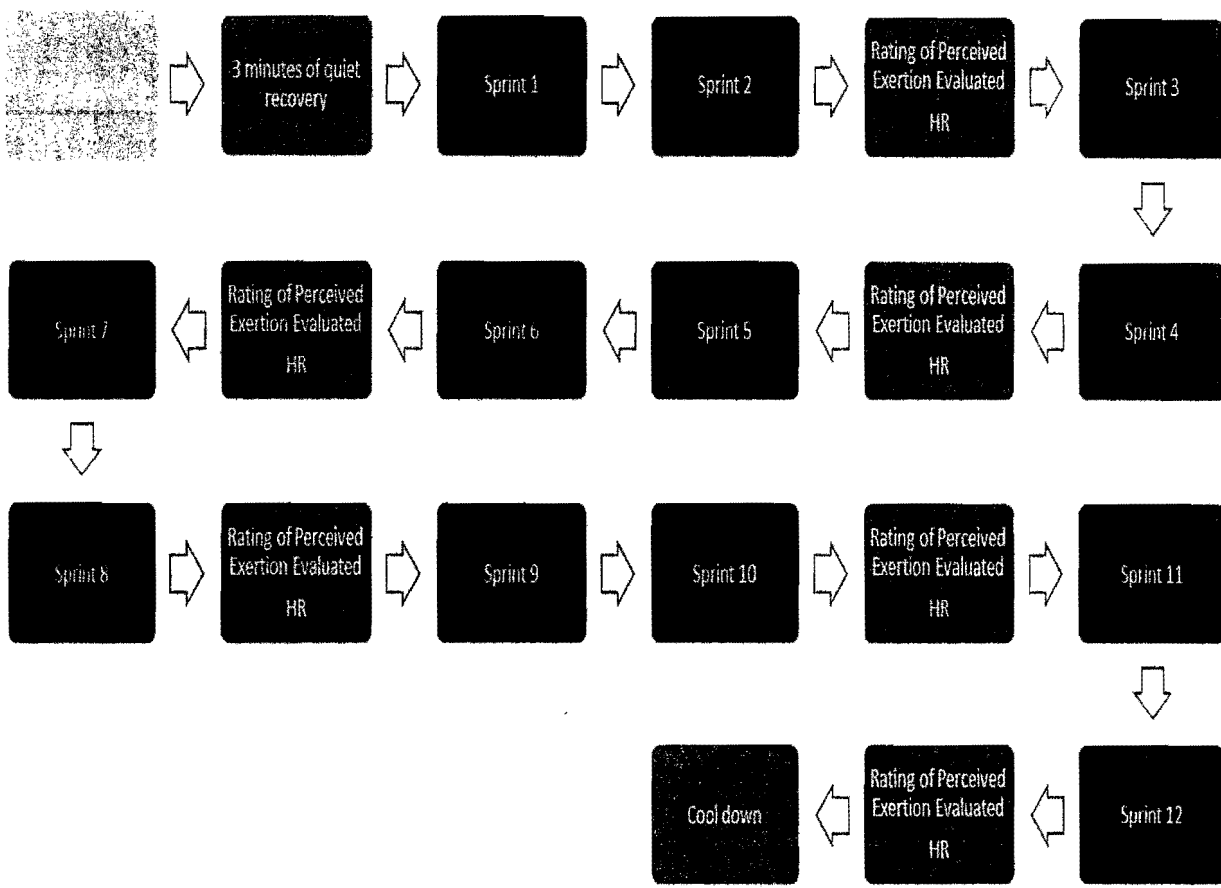 3 minutes of quiet
recovery
Sprint 1
Sprint 2
Rating of Perceived
Exertion Evaluated
HR
Sprint 3
Sprint 4
Rating of Perceived
Exertion Evaluated
HR
Sprint 5
Sprint 6
Rating of Perceived
Exertion Evaluated
HR
Sprint 7
Sprint 8
Rating of Perceived
Exertion Evaluated
HR
Sprint 9
Sprint 10
Rating of Perceived
Exertion Evaluated
HR
Sprint 11
Sprint 12
Rating of Perceived
Exertion Evaluated
HR
Cool down